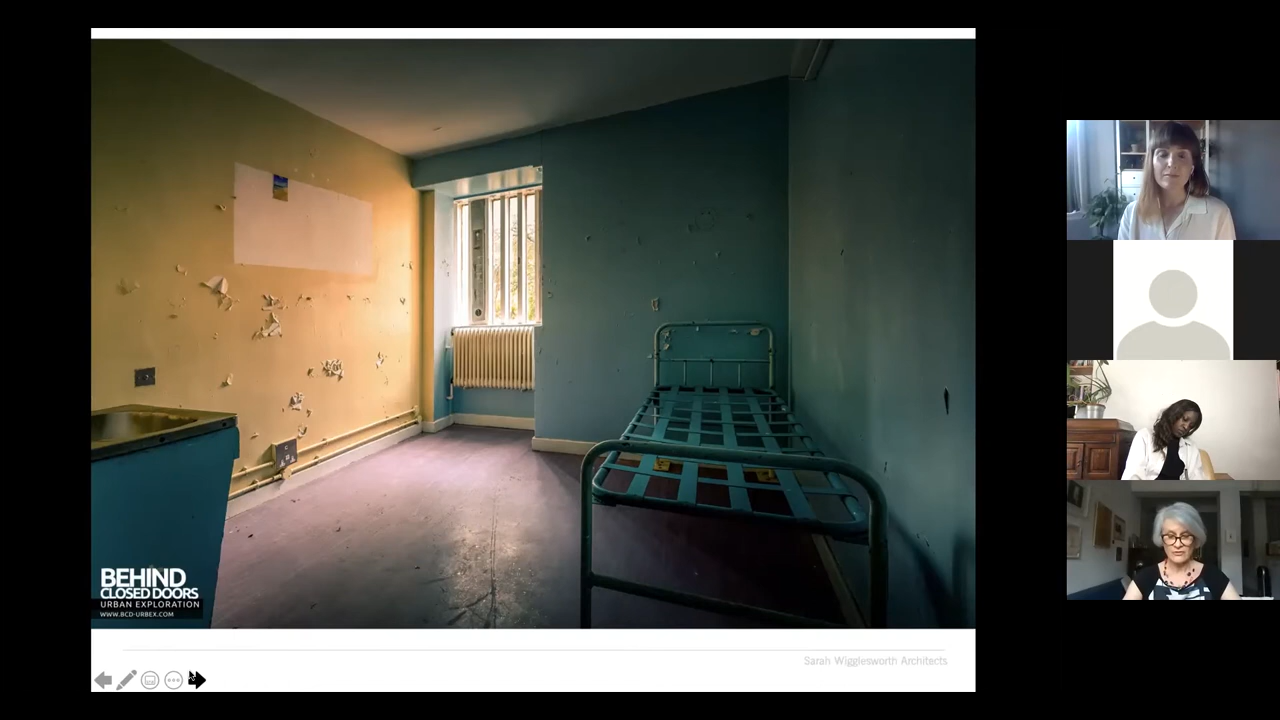 BEHIND
CLOSED DOORS
URBAN EXPLORATION
WWW.BCD-URBEX.COM
Sarah Wigglesworth Architects